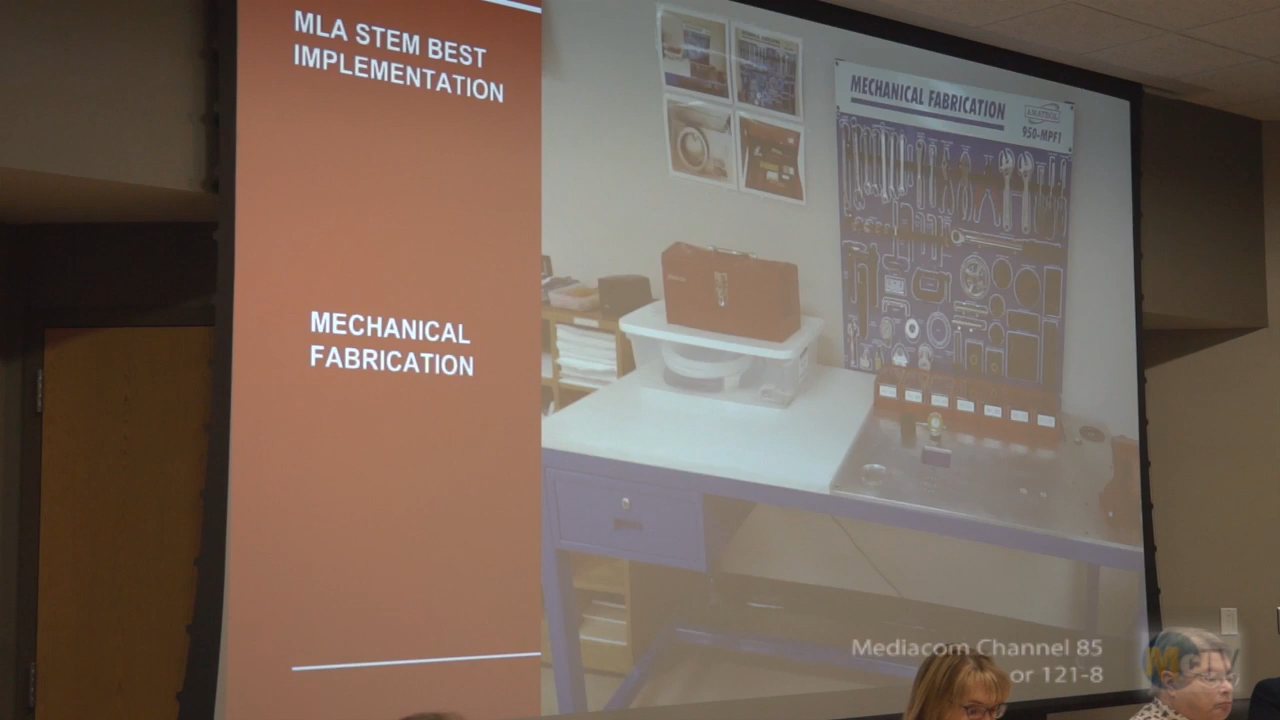 MLA STEM BEST
IMPLEMENTATION
MECHANICAL
FABRICATION
MECHANICAL FABRICATION
AMATROL
950-MPF1
Mediacom Channel 85
or 121-8